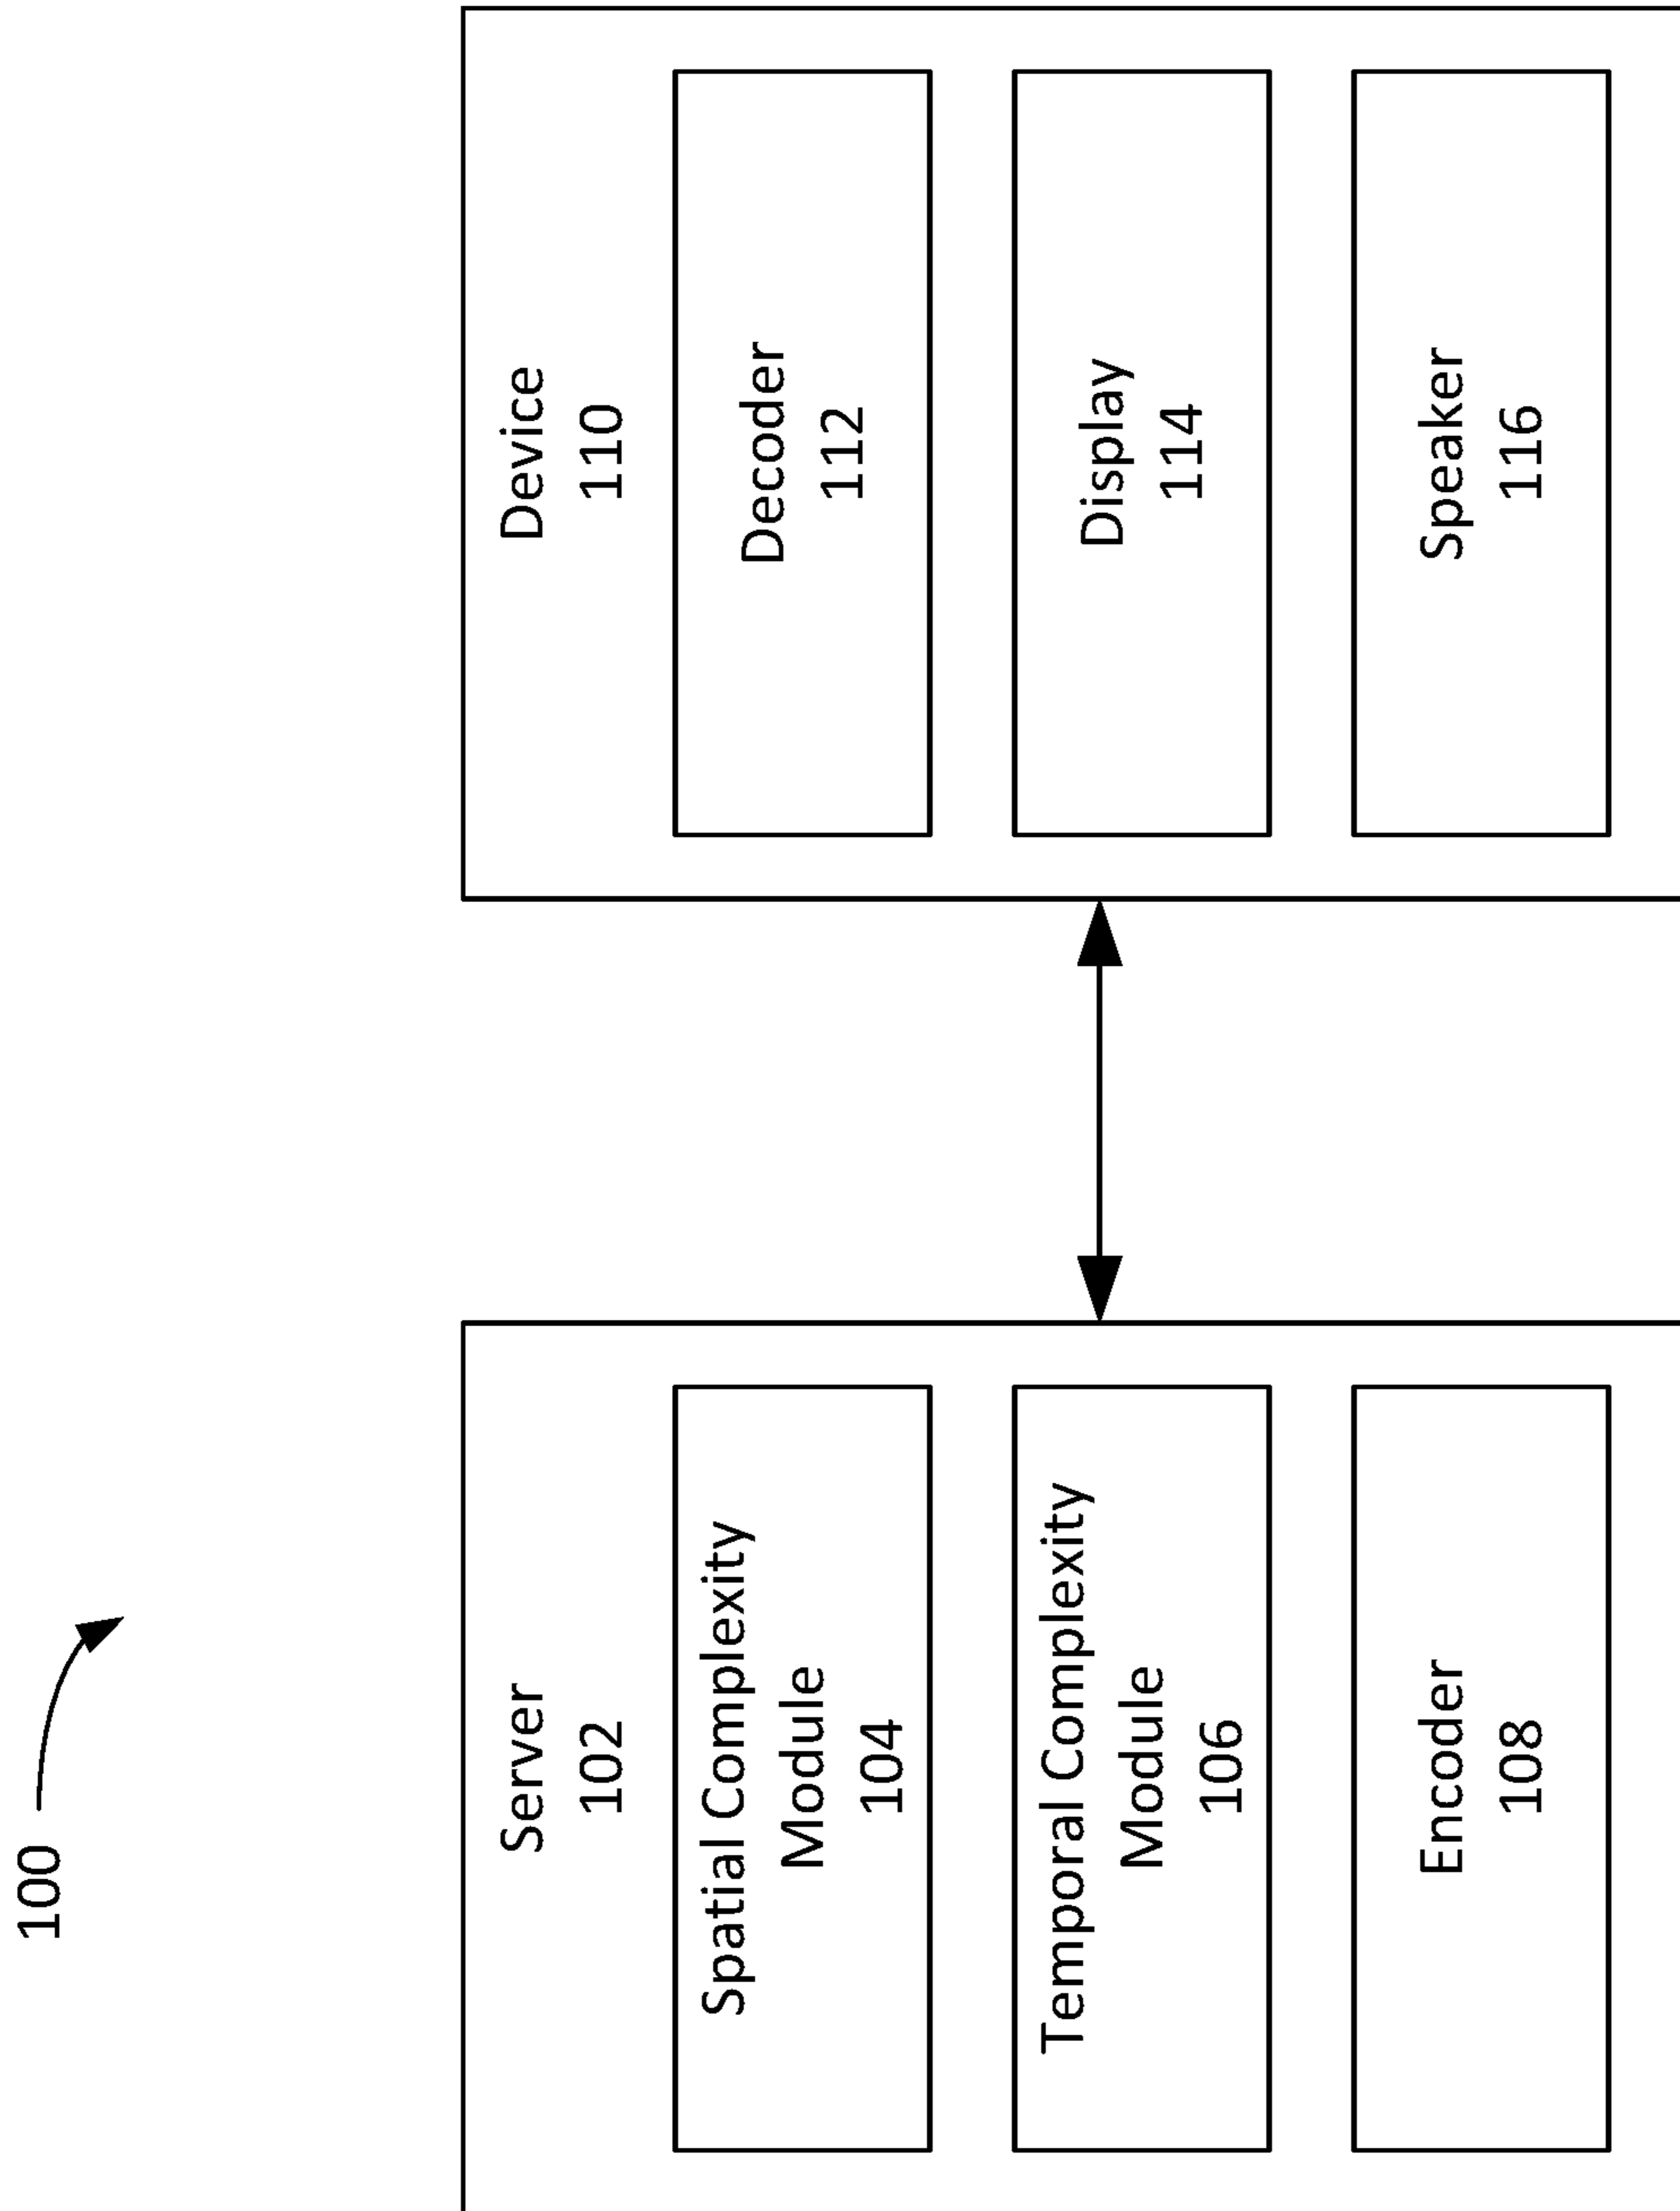 100
Server
102
Spatial Complexity
Module
104
Temporal Complexity
Module
106
Encoder
108
Device
110
Decoder
112
Display
114
Speaker
116